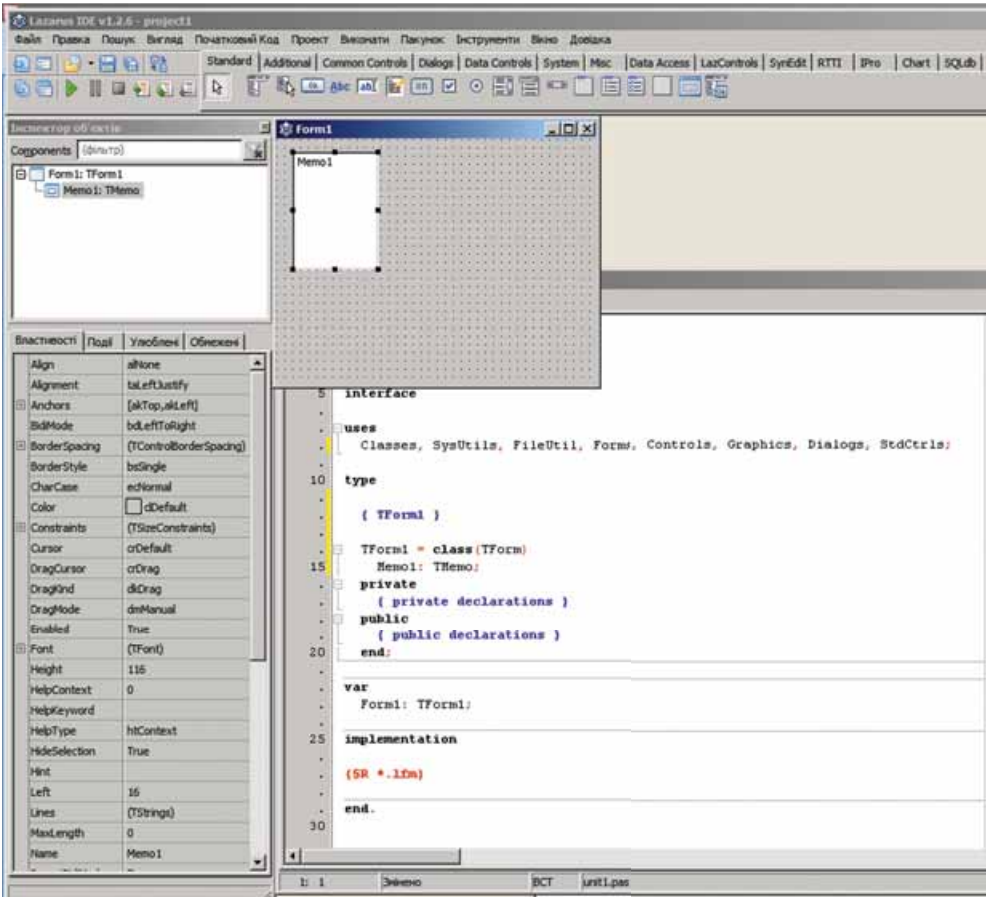 Lazarus IDE v1.2.6 - project1
Файл Правка Пошук Вигляд Початковий Код Проект Виконати Пакунок Інструменти Вікно Довідка
Standard Additional Common Controls Dialogs Data Controls System Misc Data Access LazControls SynEdit RTTI IPro Chart SQLdb
Abc
Інспектор об'єктів
Components (фільтр)
Form1: TForm1
Memo1: TMemo
Form1
Memo1
Властивості Події Улюблені Обмежені
Align alNone
Alignment taLeftJustify
Anchors [akTop,akLeft]
BidiMode bdLeftToRight
BorderSpacing (TControlBorderSpacing)
BorderStyle bsSingle
CharCase ecNormal
Color clDefault
Constraints (TSizeConstraints)
Cursor crDefault
DragCursor crDrag
DragKind dkDrag
DragMode dmManual
Enabled True
Font (TFont)
Height 116
HelpContext 0
HelpKeyword
HelpType htContext
HideSelection True
Hint
Left 16
Lines (TStrings)
MaxLength 0
Name Memo1
5 interface
uses
Classes, SysUtils, FileUtil, Forms, Controls, Graphics, Dialogs, StdCtrls;
10 type
{ TForm1 }
TForm1 = class(TForm)
15 Memo1: TMemo;
private
{ private declarations }
public
{ public declarations }
20 end;
var
Form1: TForm1;
25 implementation
{$R *.lfm}
end.
30
1: 1 Змінено ВСТ unit1.pas